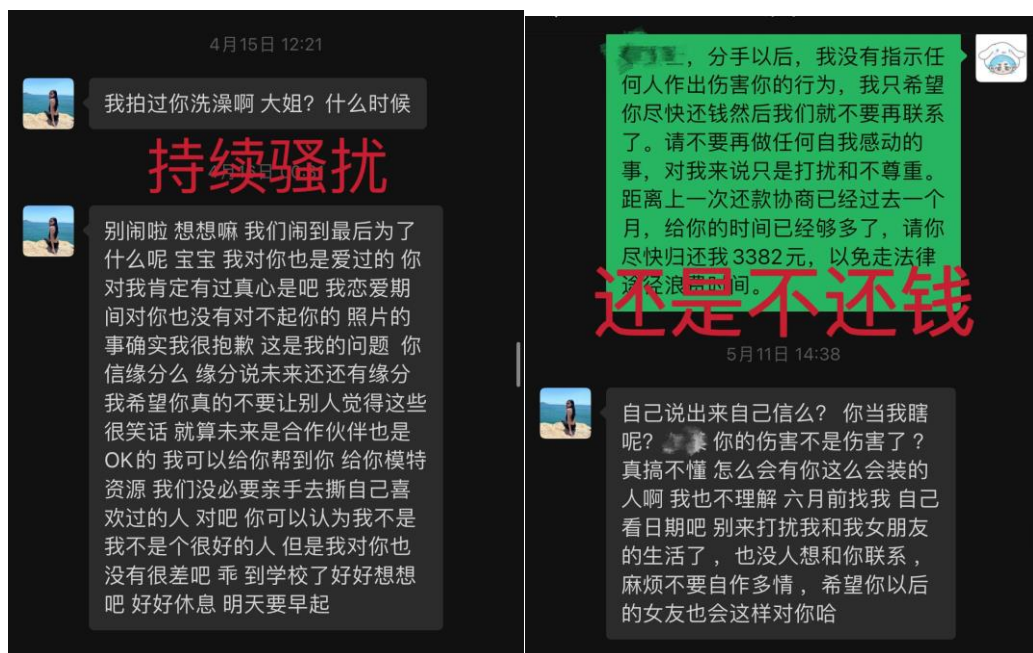 4月15日 12:21
我拍过你洗澡啊 大姐? 什么时候
持续骚扰
别闹啦 想想嘛 我们闹到最后为了
什么呢 宝宝 我对你也是爱过的 你
对我肯定有过真心是吧 我恋爱期
间对你也没有对不起你的 照片的
事确实我很抱歉 这是我的问题 你
信缘分么 缘分说未来还还有缘分
我希望你真的不要让别人觉得这些
很笑话 就算未来是合作伙伴也是
OK的 我可以给你帮到你 给你模特
资源 我们没必要亲手去撕自己喜
欢过的人 对吧 你可以认为我不是
我不是个很好的人 但是我对你也
没有很差吧 乖 到学校了好好想想
吧 好好休息 明天要早起
，分手以后，我没有指示任
何人作出伤害你的行为，我只希望
你尽快还钱然后我们就不要再联系
了。请不要再做任何自我感动的
事，对我来说只是打扰和不尊重。
距离上一次还款协商已经过去一个
月，给你的时间已经够多了，请你
尽快归还我3382元，以免走法律
途径浪费时间。
还是不还钱
5月11日 14:38
自己说出来自己信么? 你当我瞎
呢? 你的伤害不是伤害了?
真搞不懂 怎么会有你这么会装的
人啊 我也不理解 六月前找我 自己
看日期吧 别来打扰我和我女朋友
的生活了，也没人想和你联系，
麻烦不要自作多情，希望你以后
的女友也会这样对你哈